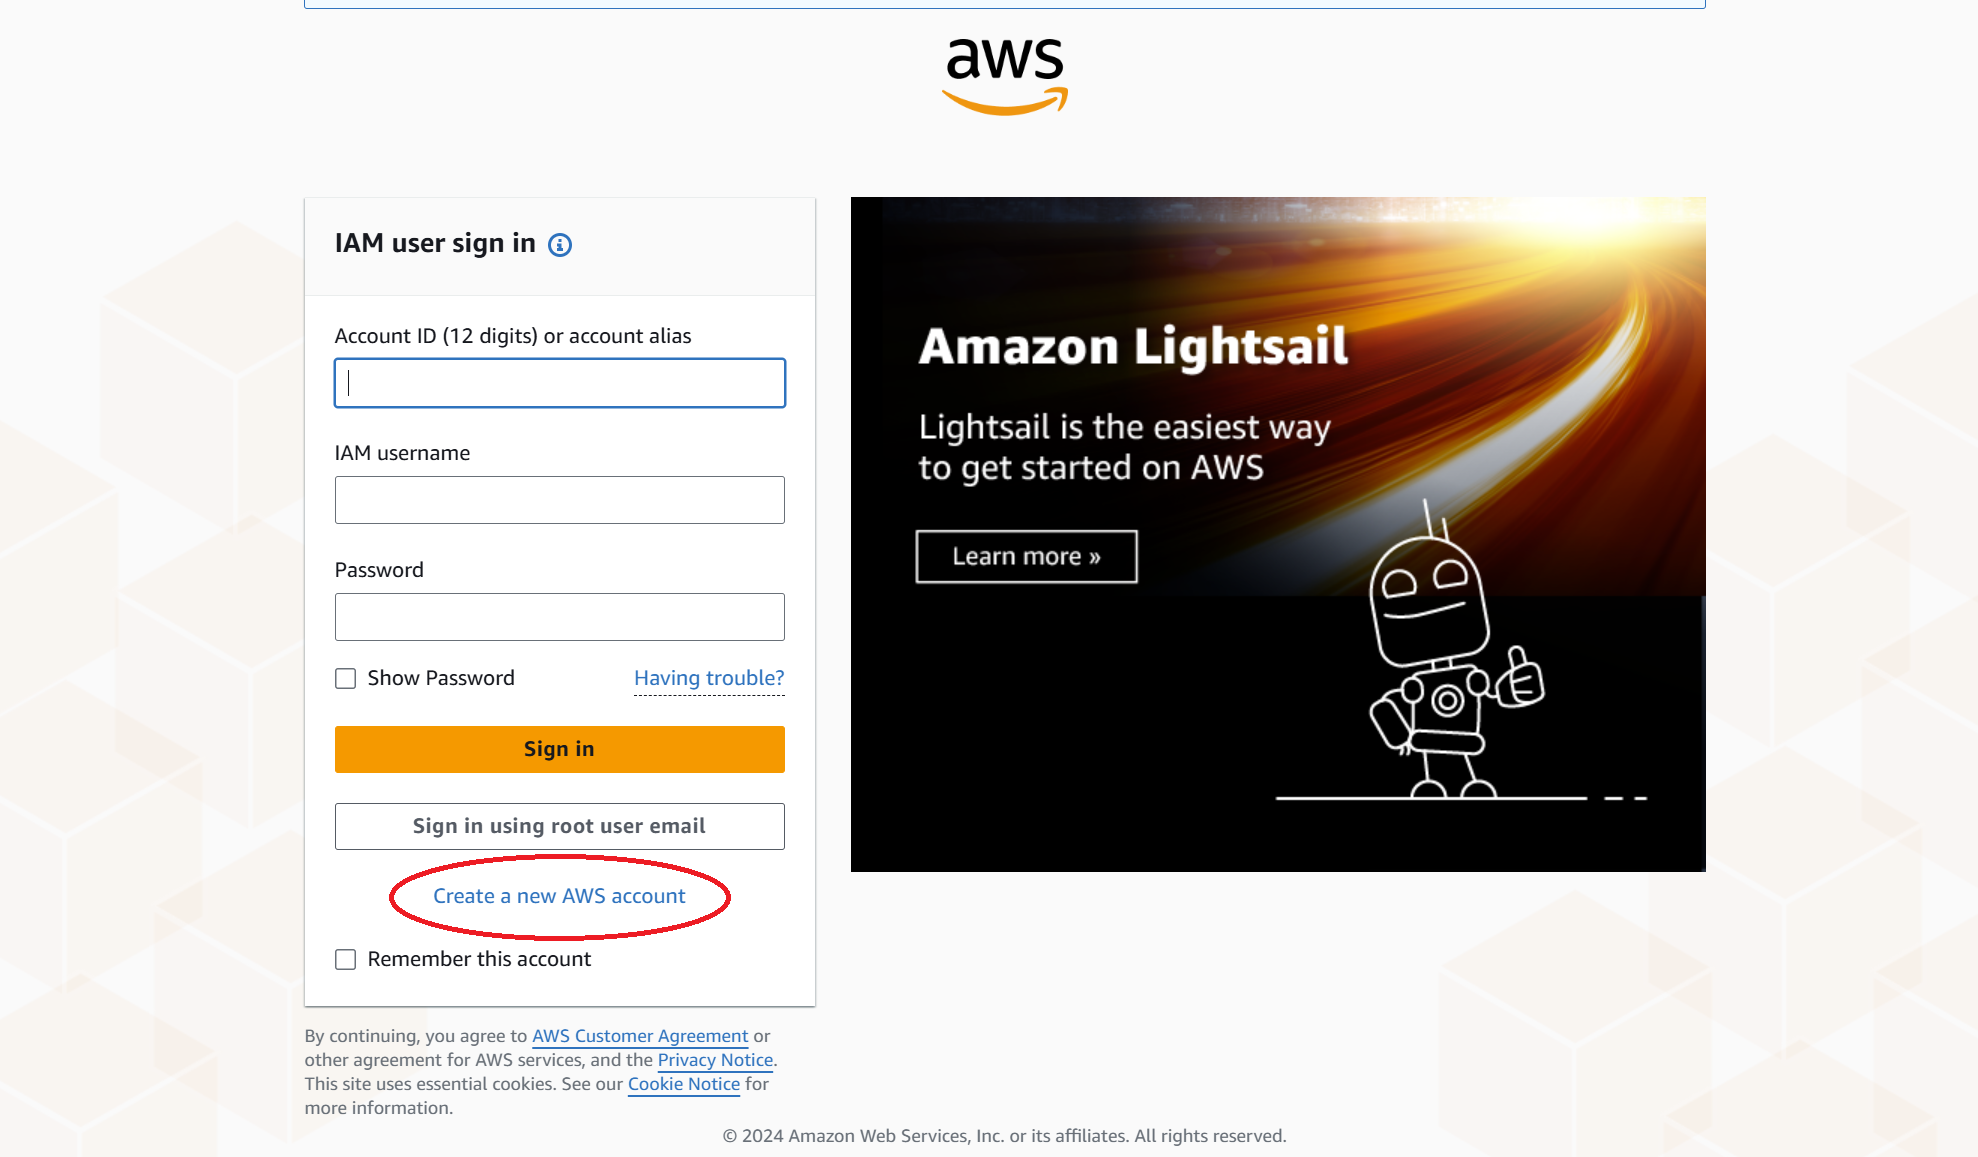 aws
IAM user sign in
Account ID (12 digits) or account alias
IAM username
Password
Show Password
Having trouble?
Sign in
Sign in using root user email
Create a new AWS account
Remember this account
By continuing, you agree to AWS Customer Agreement or
other agreement for AWS services, and the Privacy Notice.
This site uses essential cookies. See our Cookie Notice for
more information.
Amazon Lightsail
Lightsail is the easiest way
to get started on AWS
Learn more »
© 2024 Amazon Web Services, Inc. or its affiliates. All rights reserved.